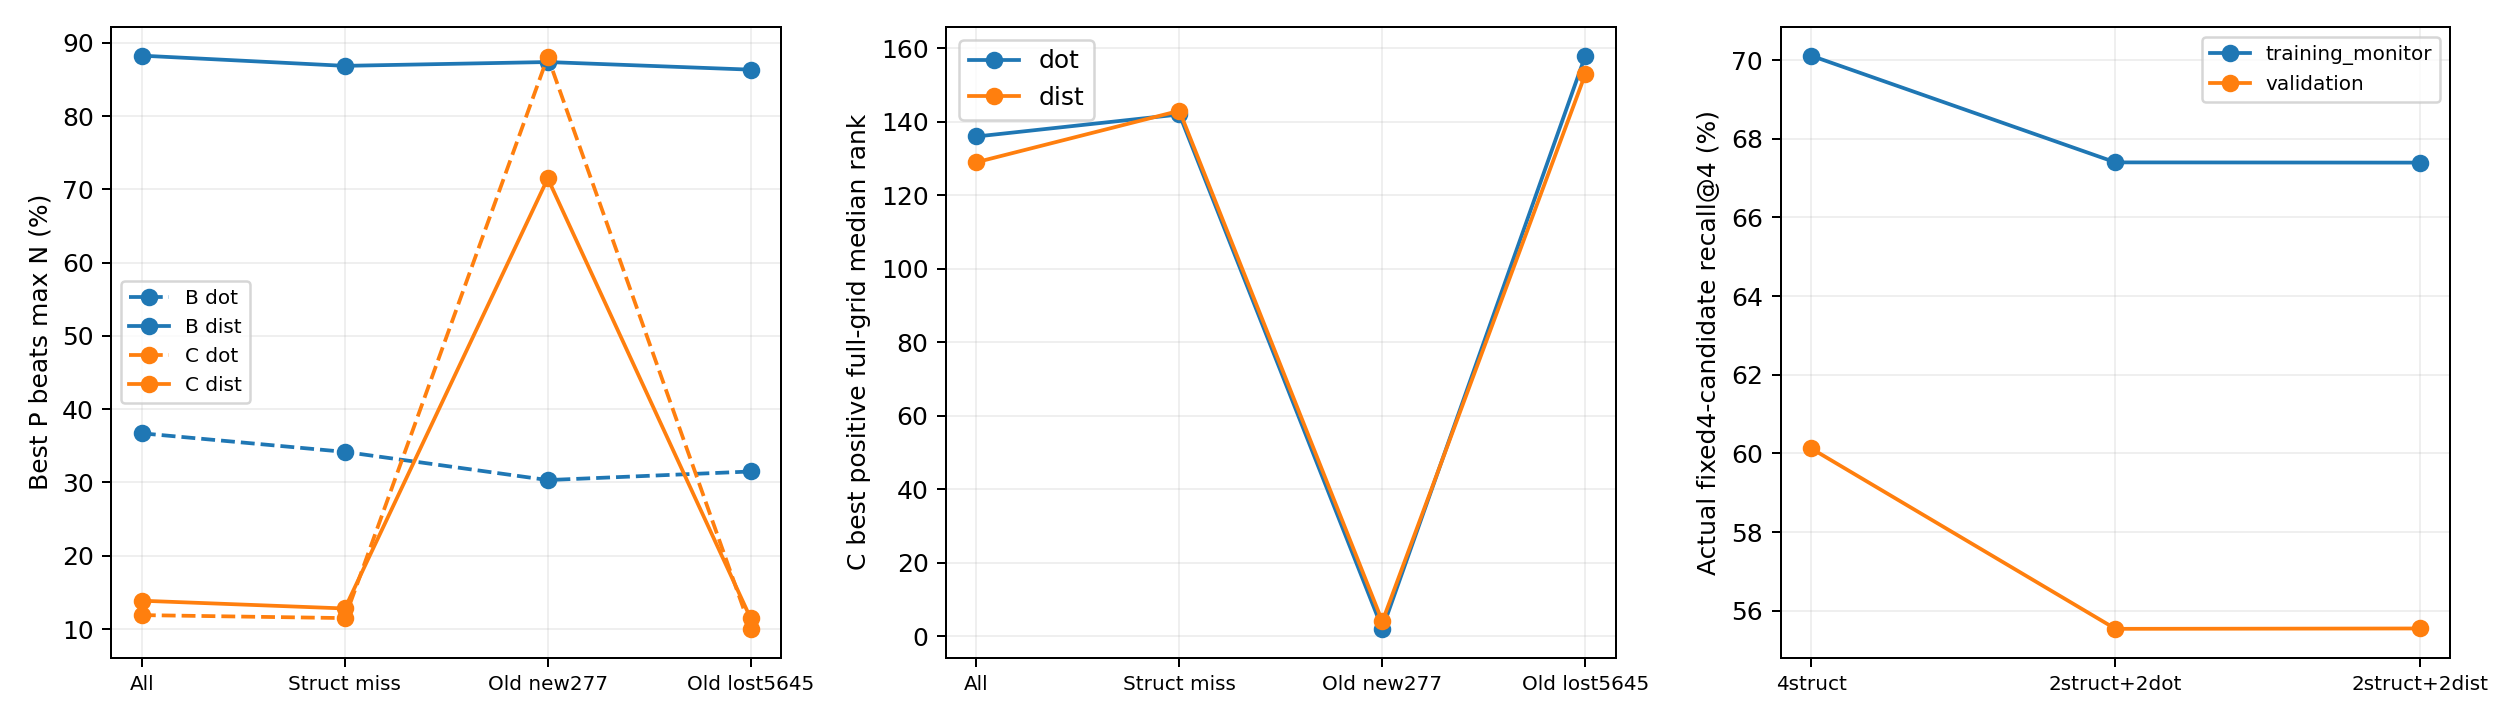 Best P beats max N (%)
90
80
70
60
50
40
30
20
10
B dot
B dist
C dot
C dist
All
Struct miss
Old new277
Old lost5645
C best positive full-grid median rank
160
140
120
100
80
60
40
20
0
dot
dist
All
Struct miss
Old new277
Old lost5645
Actual fixed4-candidate recall@4 (%)
70
68
66
64
62
60
58
56
training_monitor
validation
4struct
2struct+2dot
2struct+2dist